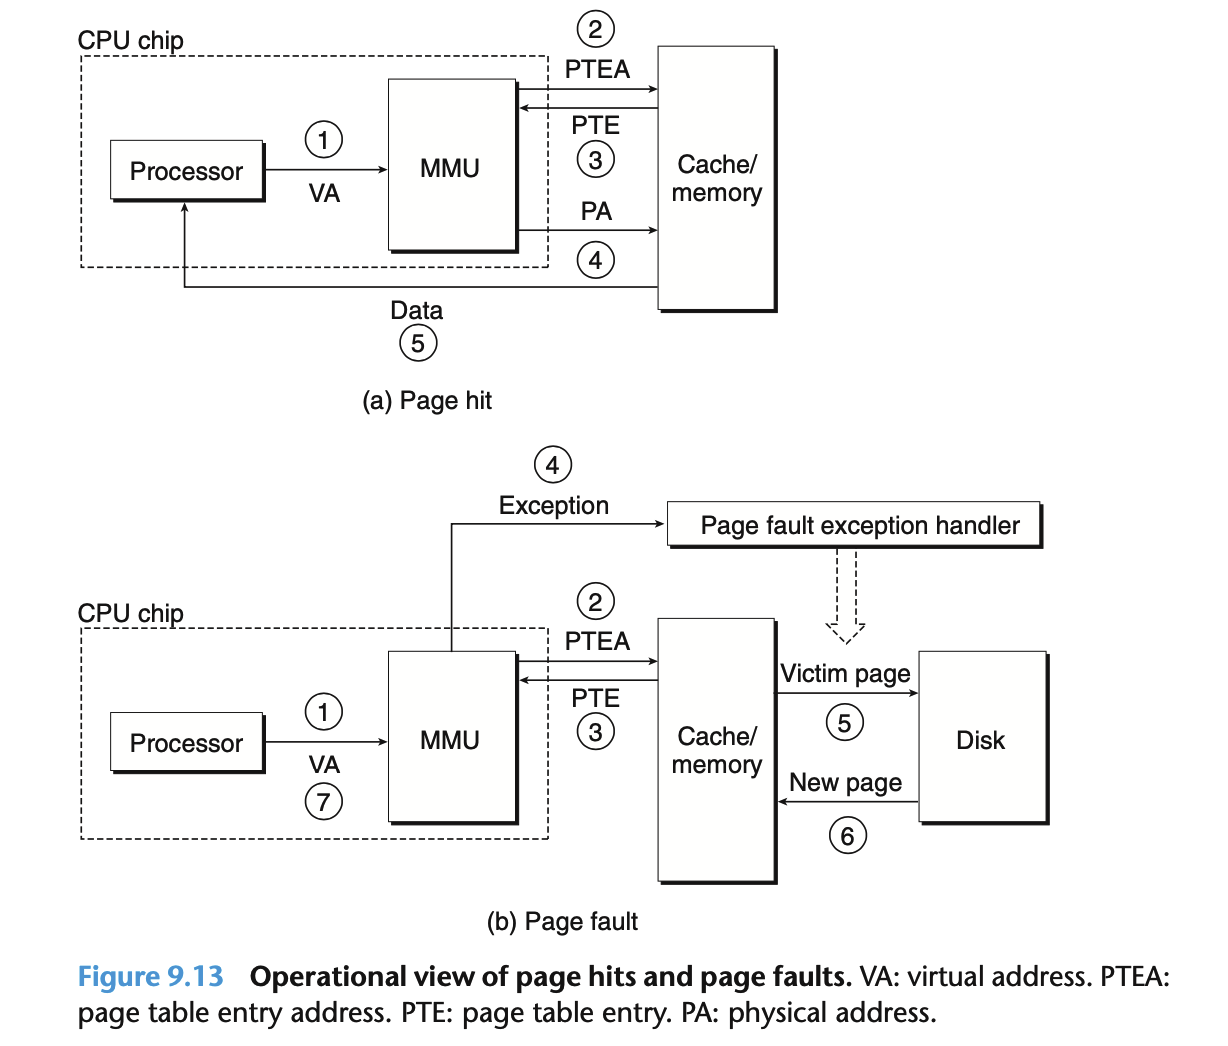 CPU chip
2
PTEA
1
Processor
VA
MMU
PTE
3
Cache/
memory
PA
4
Data
5
(a) Page hit
4
Exception
Page fault exception handler
CPU chip
2
PTEA
1
Processor
VA
7
MMU
PTE
3
Cache/
memory
Victim page
5
Disk
New page
6
(b) Page fault
Figure 9.13 Operational view of page hits and page faults. VA: virtual address. PTEA:
page table entry address. PTE: page table entry. PA: physical address.